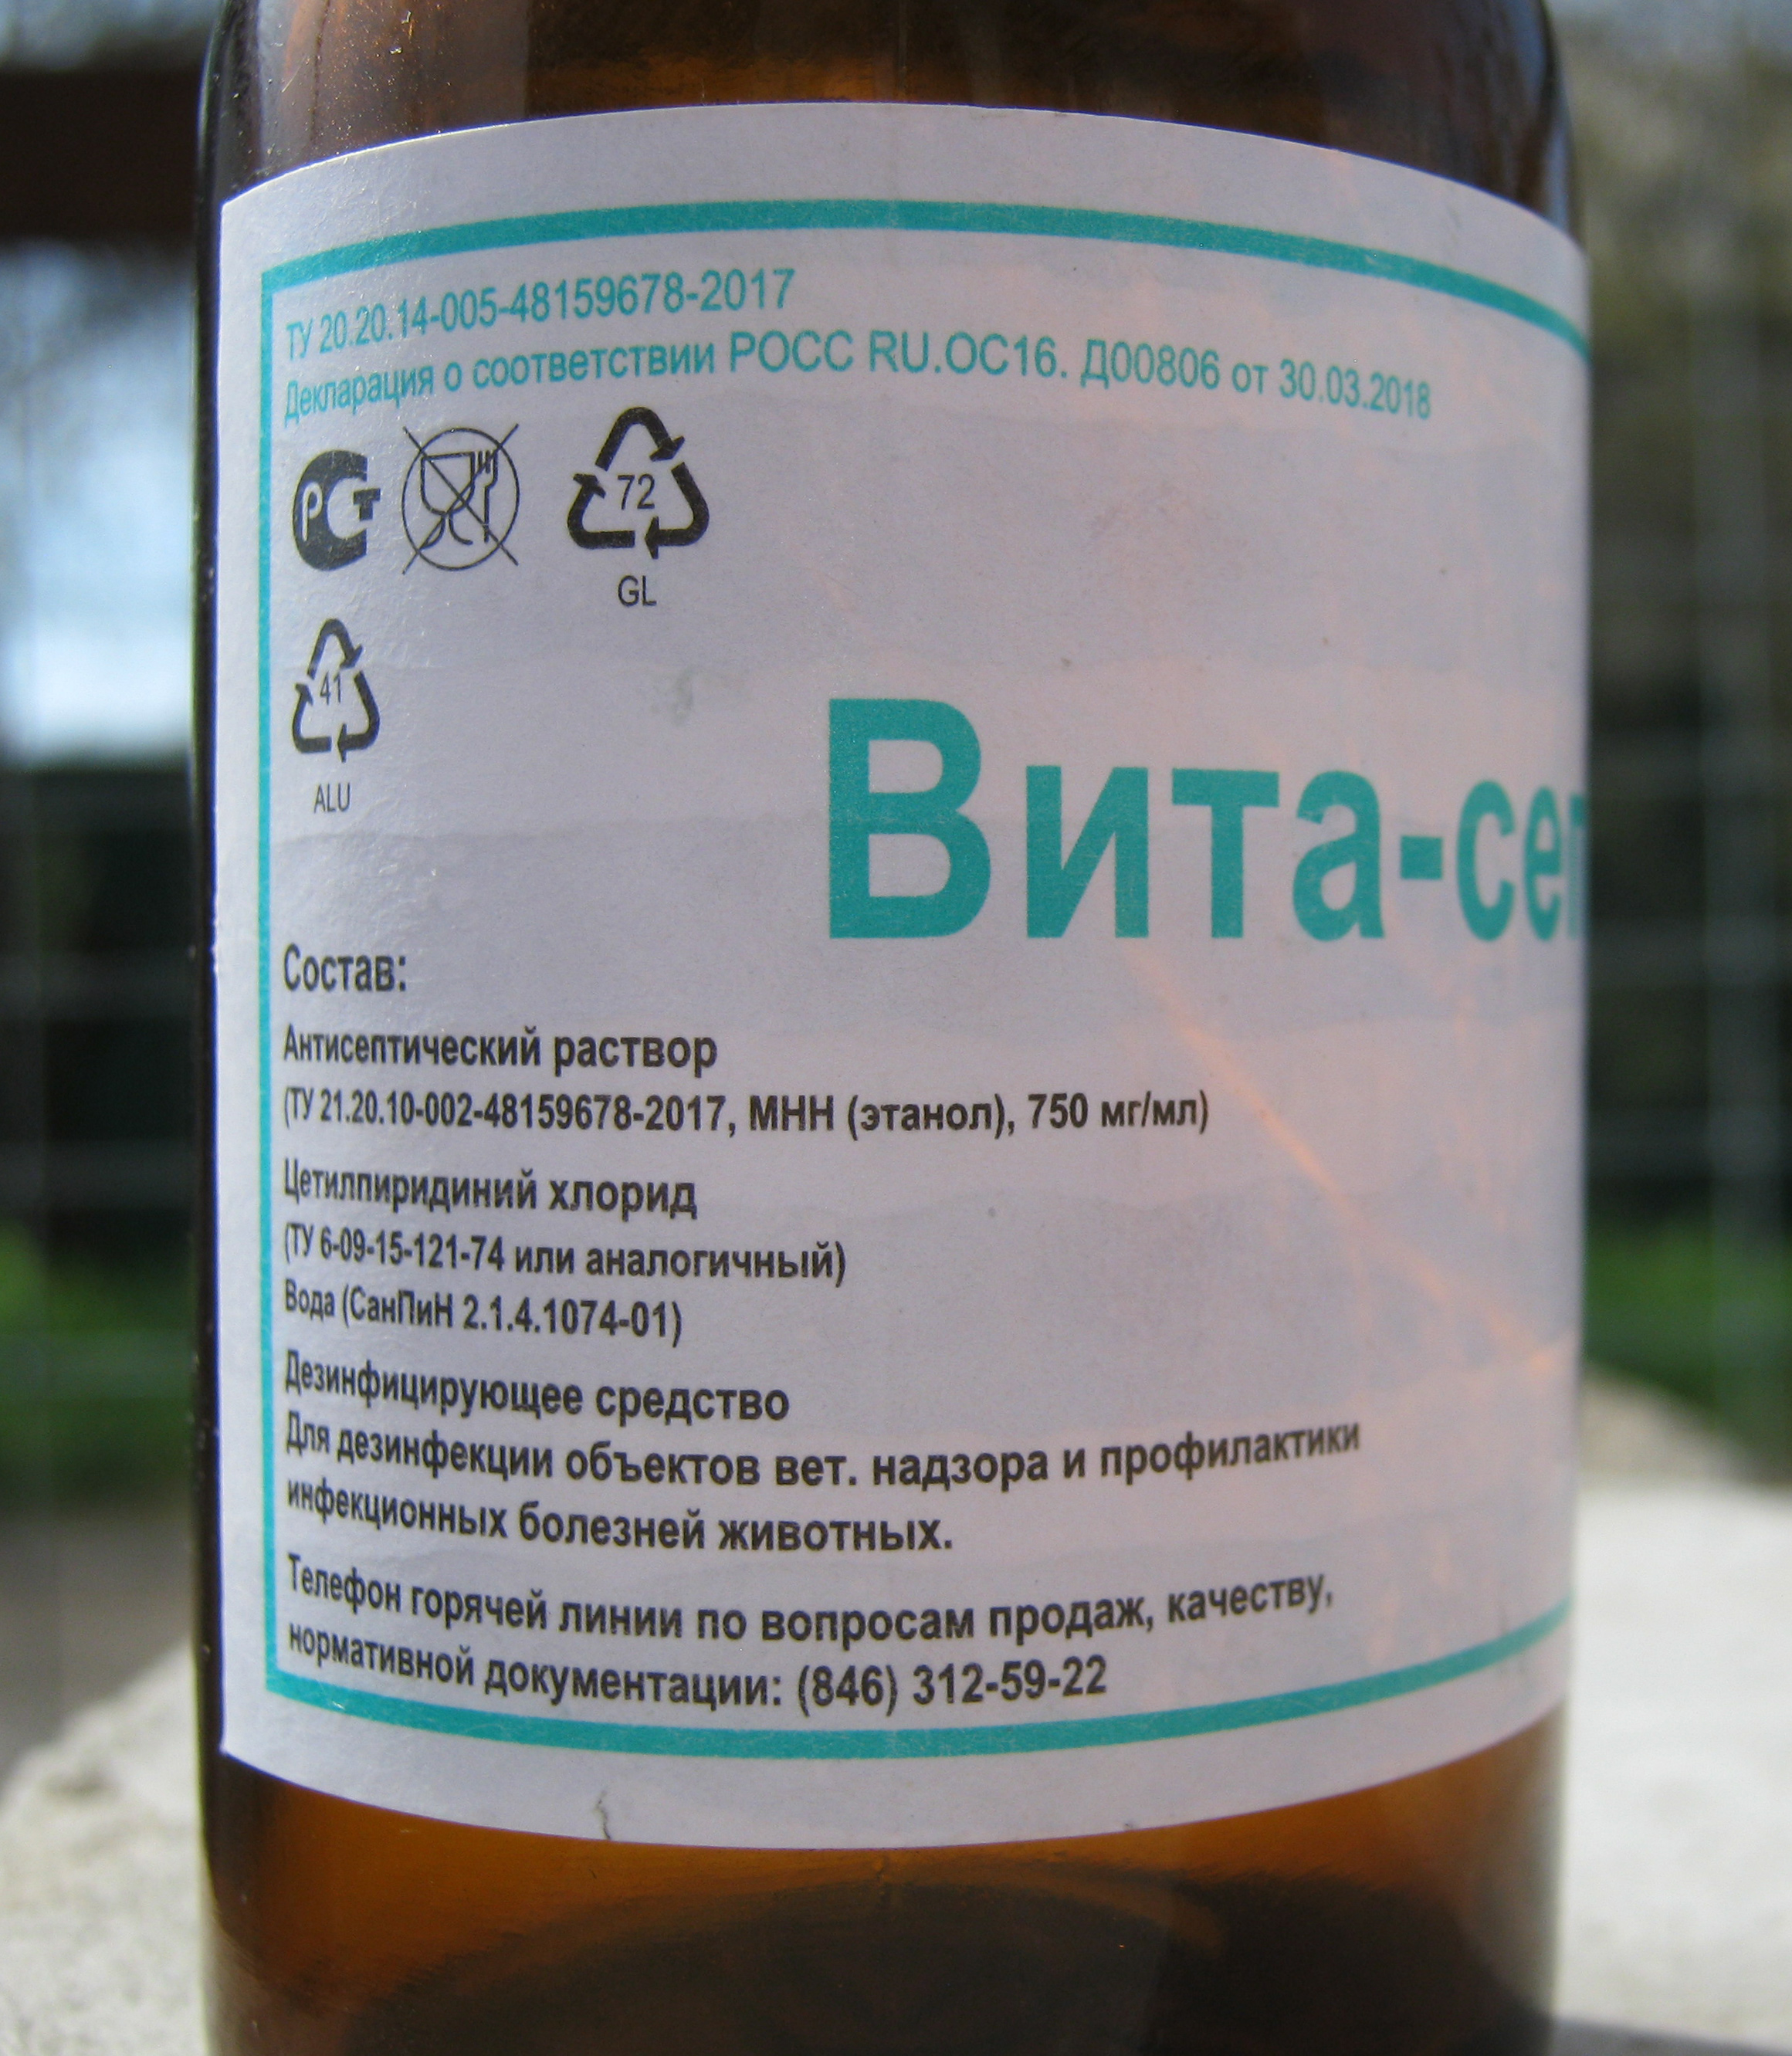 ТУ 20.20.14-005-48159678-2017
Декларация о соответствии РОСС RU.ОС16. Д00806 от 30.03.2018
РСТ
72
GL
41
ALU
Вита-сеп
Состав:
Антисептический раствор
(ТУ 21.20.10-002-48159678-2017, МНН (этанол), 750 мг/мл)
Цетилпиридиний хлорид
(ТУ 6-09-15-121-74 или аналогичный)
Вода (СанПиН 2.1.4.1074-01)
Дезинфицирующее средство
Для дезинфекции объектов вет. надзора и профилактики
инфекционных болезней животных.
Телефон горячей линии по вопросам продаж, качеству,
нормативной документации: (846) 312-59-22